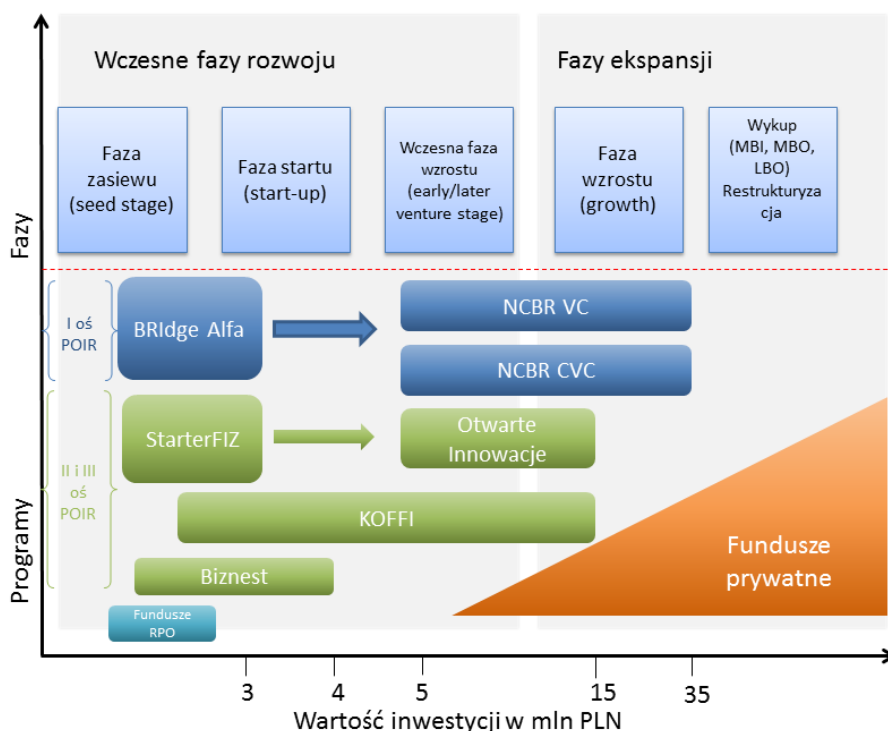 Wczesne fazy rozwoju
Fazy ekspansji
Fazy
Faza
zasiewu
(seed stage)
Faza startu
(start-up)
Wczesna faza
wzrostu
(early/later
venture stage)
Faza
wzrostu
(growth)
Wykup
(MBI, MBO,
LBO)
Restrukturyza
cja
I oś
POIR
BRIdge Alfa
NCBR VC
NCBR CVC
Programy
II i III
oś
POIR
StarterFIZ
Otwarte
Innowacje
KOFFI
Biznest
Fundusze
RPO
Fundusze
prywatne
3
4
5
15
35
Wartość inwestycji w mln PLN